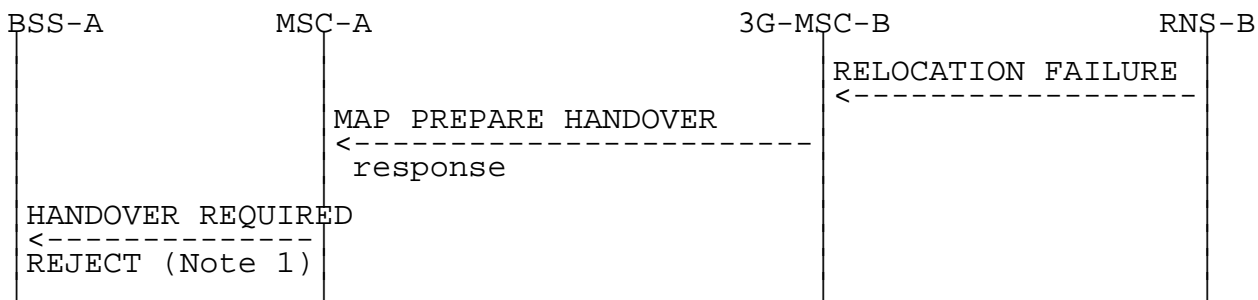 BSS-A MSC-A 3G-MSC-B RNS-B
RELOCATION FAILURE
MAP PREPARE HANDOVER
response
HANDOVER REQUIRED
REJECT (Note 1)